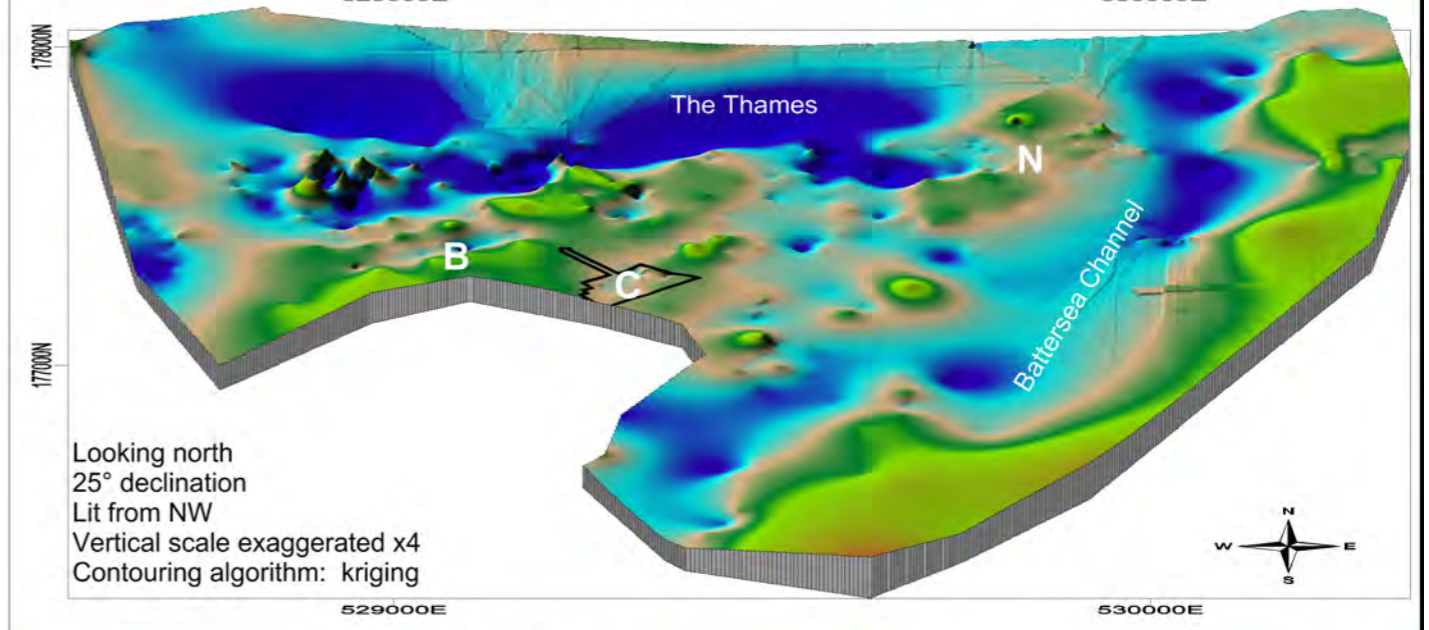 178000N
The Thames
N
Battersea Channel
B
C
177000N
Looking north
25° declination
Lit from NW
Vertical scale exaggerated x4
Contouring algorithm: kriging
N
W E
S
529000E 530000E